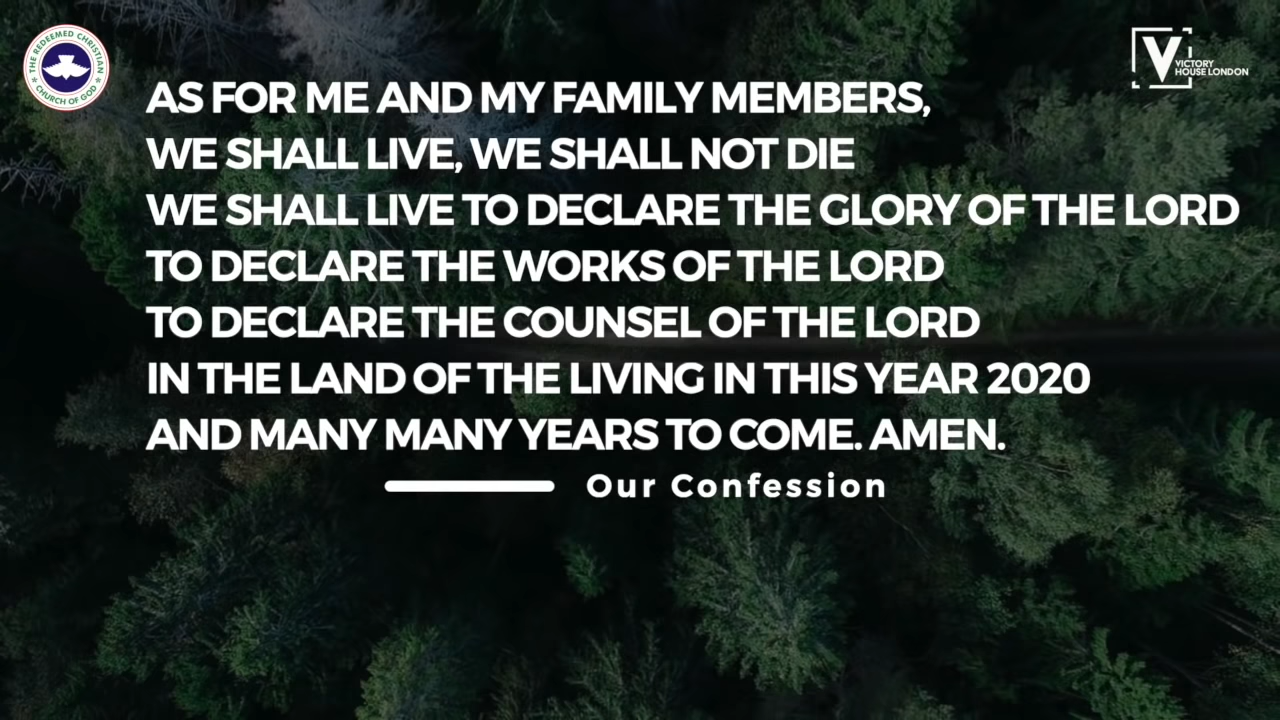 THE REDEEMED CHRISTIAN
CHURCH OF GOD
VICTORY
HOUSE LONDON
AS FOR ME AND MY FAMILY MEMBERS,
WE SHALL LIVE, WE SHALL NOT DIE
WE SHALL LIVE TO DECLARE THE GLORY OF THE LORD
TO DECLARE THE WORKS OF THE LORD
TO DECLARE THE COUNSEL OF THE LORD
IN THE LAND OF THE LIVING IN THIS YEAR 2020
AND MANY MANY YEARS TO COME. AMEN.
Our Confession